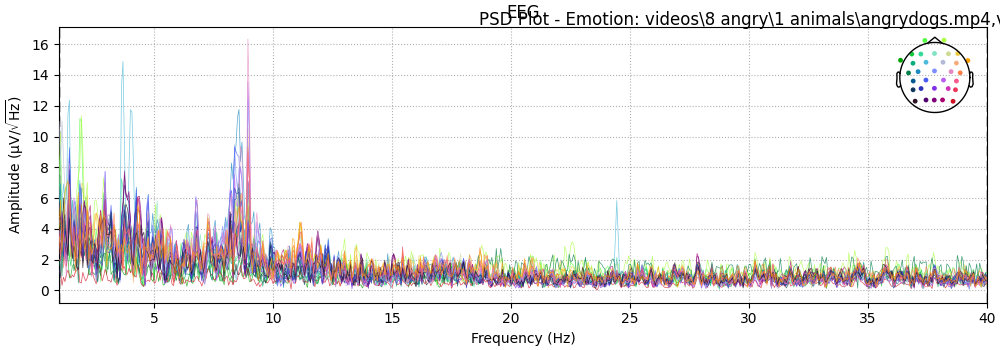 EEG
PSD Plot - Emotion: videos\8 angry\1 animals\angrydogs.mp4,v
Amplitude (µV/√Hz)
16
14
12
10
8
6
4
2
0
5 10 15 20 25 30 35 40
Frequency (Hz)